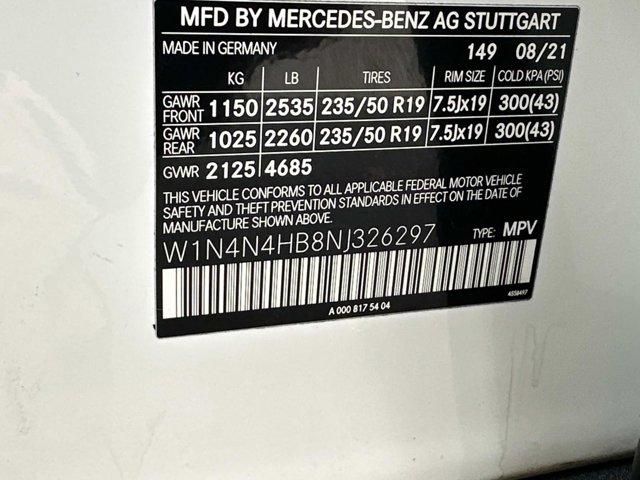 MFD BY MERCEDES-BENZ AG STUTTGART
MADE IN GERMANY 149 08/21
KG LB TIRES RIM SIZE COLD KPA (PSI)
GAWR FRONT 1150 2535 235/50 R19 7.5Jx19 300(43)
GAWR REAR 1025 2260 235/50 R19 7.5Jx19 300(43)
GWR 2125 4685
THIS VEHICLE CONFORMS TO ALL APPLICABLE FEDERAL MOTOR VEHICLE
SAFETY AND THEFT PREVENTION STANDARDS IN EFFECT ON THE DATE OF
MANUFACTURE SHOWN ABOVE.
W1N4N4HB8NJ326297 TYPE: MPV
A 000 817 54 04